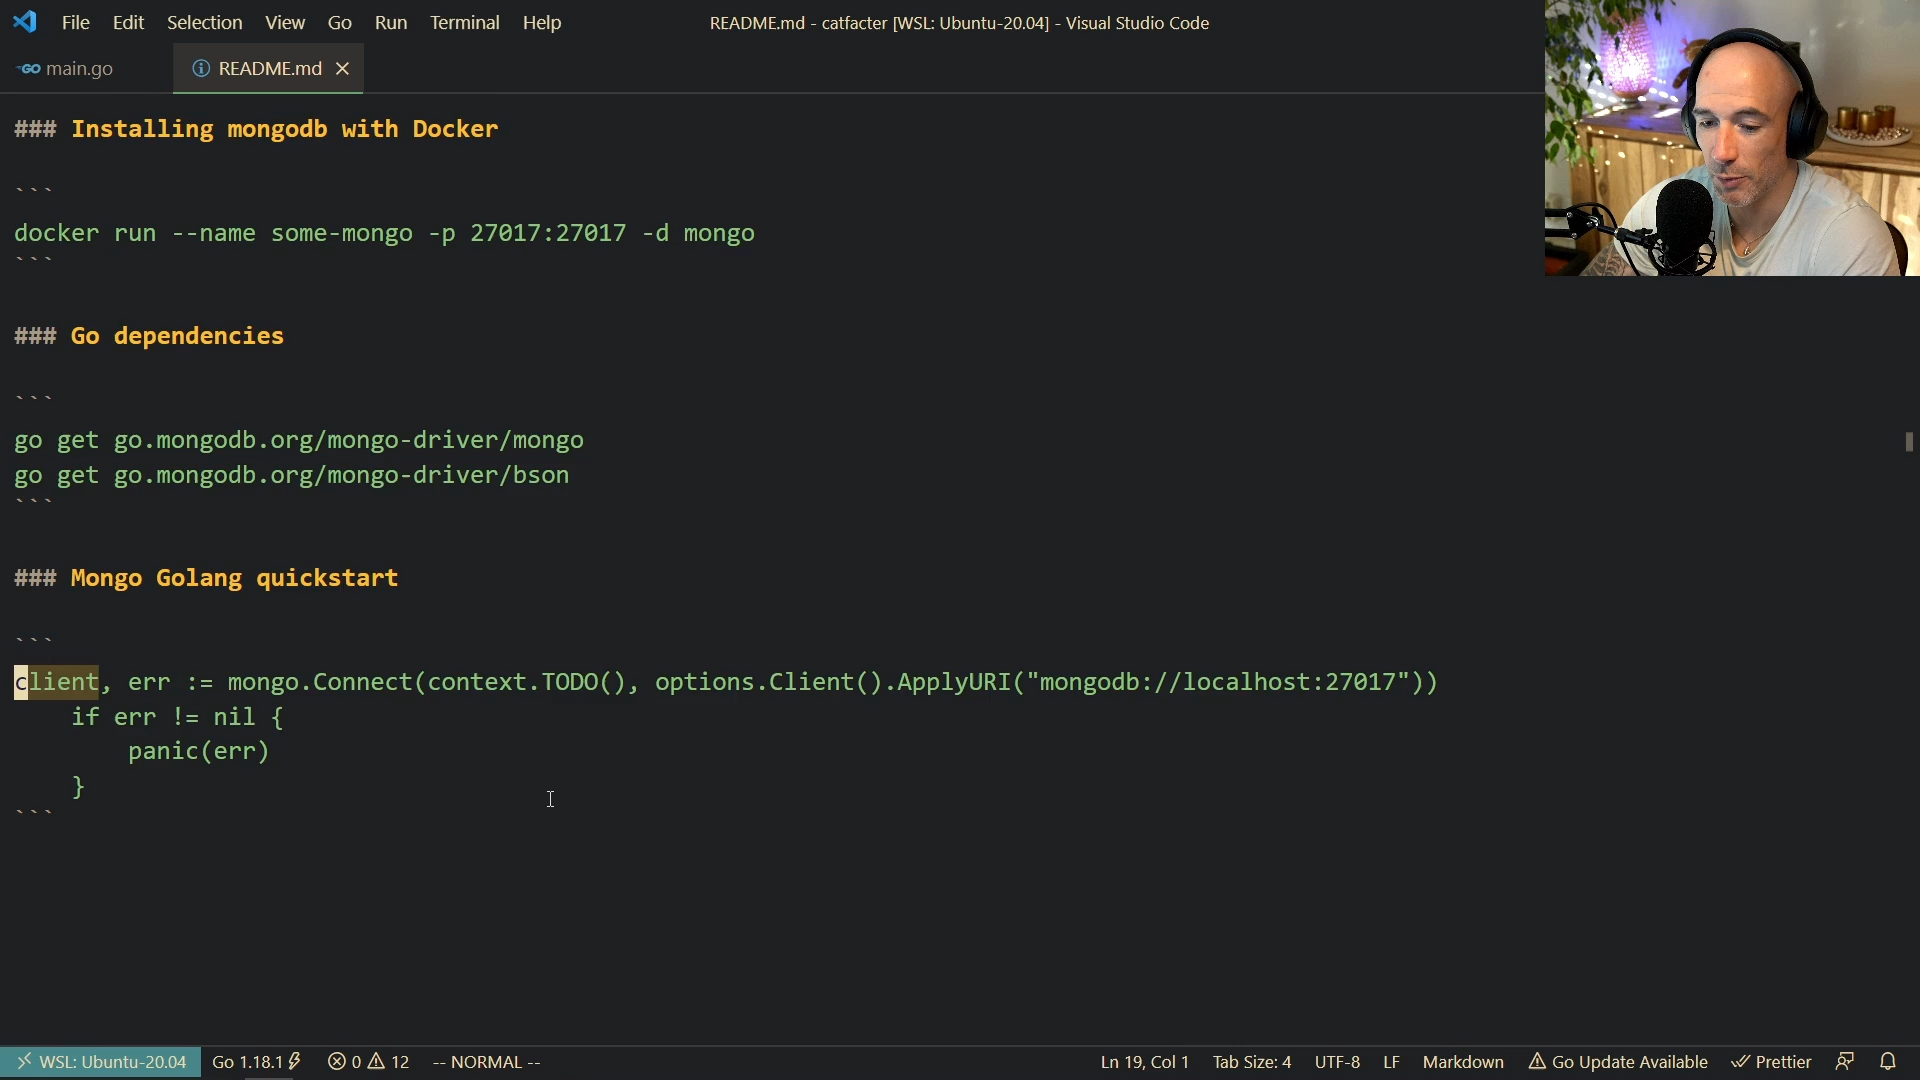 File Edit Selection View Go Run Terminal Help
README.md - catfacter [WSL: Ubuntu-20.04] - Visual Studio Code
GO main.go
README.md
### Installing mongodb with Docker
```
docker run --name some-mongo -p 27017:27017 -d mongo
```
### Go dependencies
```
go get go.mongodb.org/mongo-driver/mongo
go get go.mongodb.org/mongo-driver/bson
```
### Mongo Golang quickstart
```
client, err := mongo.Connect(context.TODO(), options.Client().ApplyURI("mongodb://localhost:27017"))
    if err != nil {
        panic(err)
    }
```
WSL: Ubuntu-20.04 Go 1.18.1 0 12 -- NORMAL -- Ln 19, Col 1 Tab Size: 4 UTF-8 LF Markdown Go Update Available Prettier